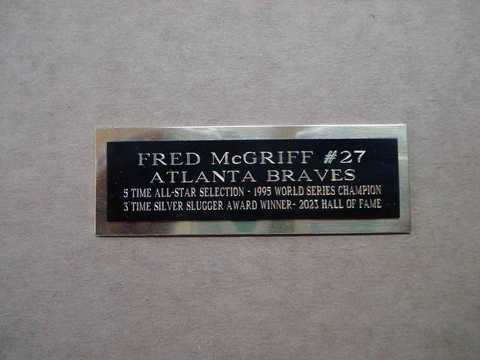 FRED McGRIFF #27
ATLANTA BRAVES
5 TIME ALL-STAR SELECTION - 1995 WORLD SERIES CHAMPION
3 TIME SILVER SLUGGER AWARD WINNER- 2023 HALL OF FAME